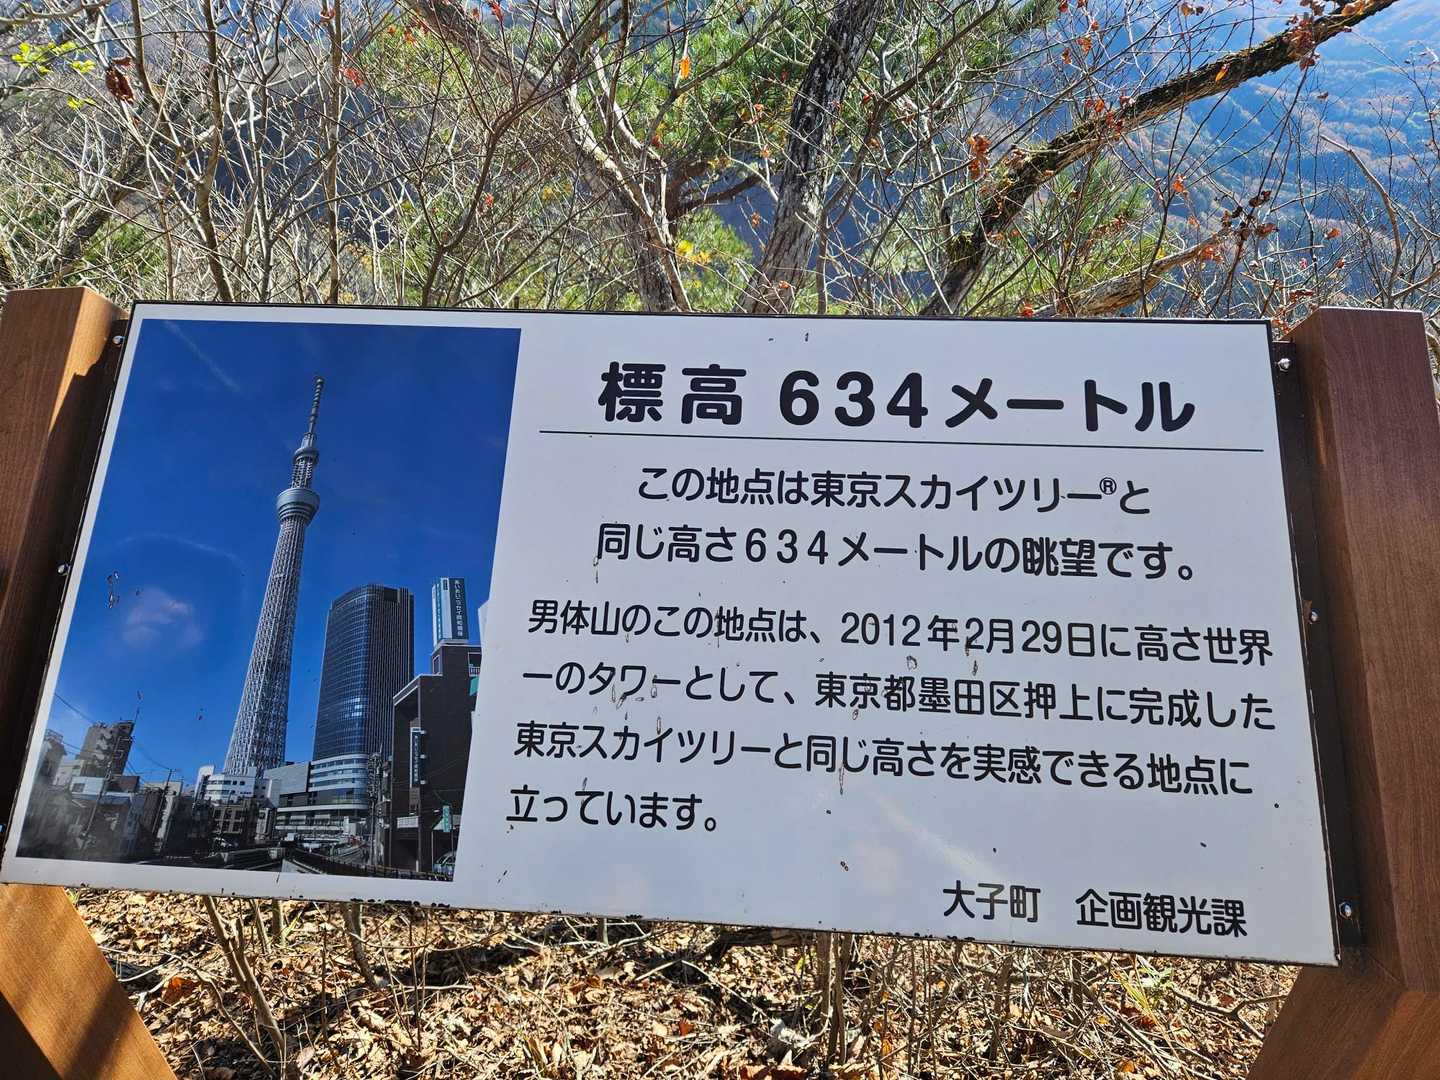 標高 634メートル
この地点は東京スカイツリー®と
同じ高さ634メートルの眺望です。
男体山のこの地点は、2012年2月29日に高さ世界
一のタワーとして、東京都墨田区押上に完成した
東京スカイツリーと同じ高さを実感できる地点に
立っています。
大子町　企画観光課